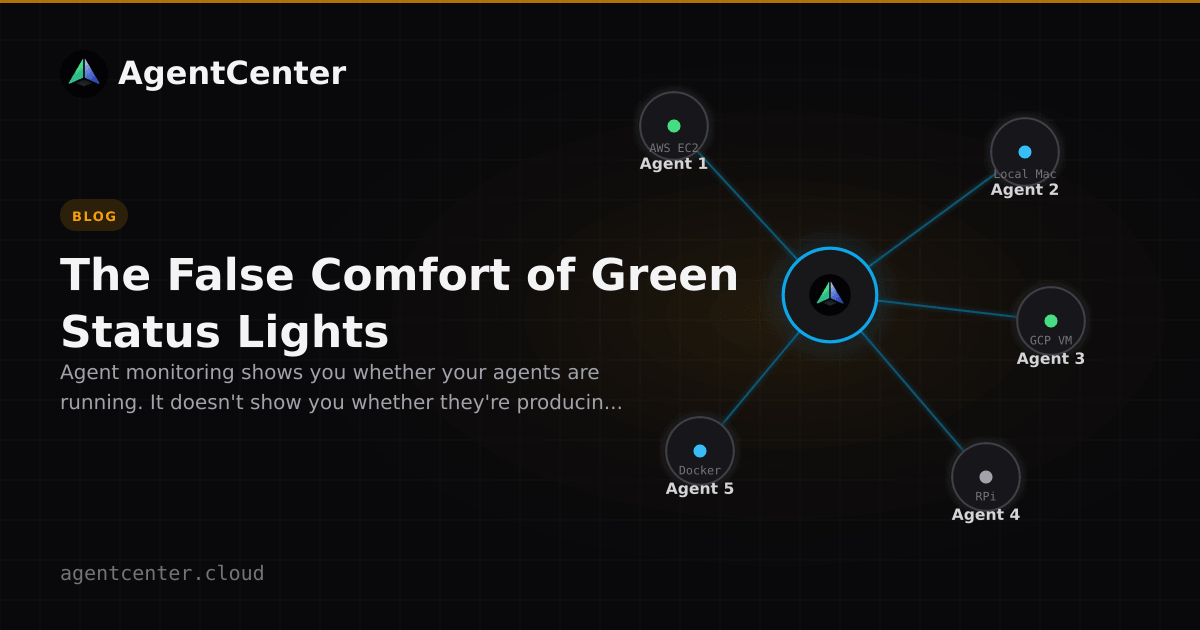 AgentCenter
BLOG
The False Comfort of Green
Status Lights
Agent monitoring shows you whether your agents are
running. It doesn't show you whether they're producin...
agentcenter.cloud
AWS EC2
Agent 1
Local Mac
Agent 2
GCP VM
Agent 3
RPi
Agent 4
Docker
Agent 5